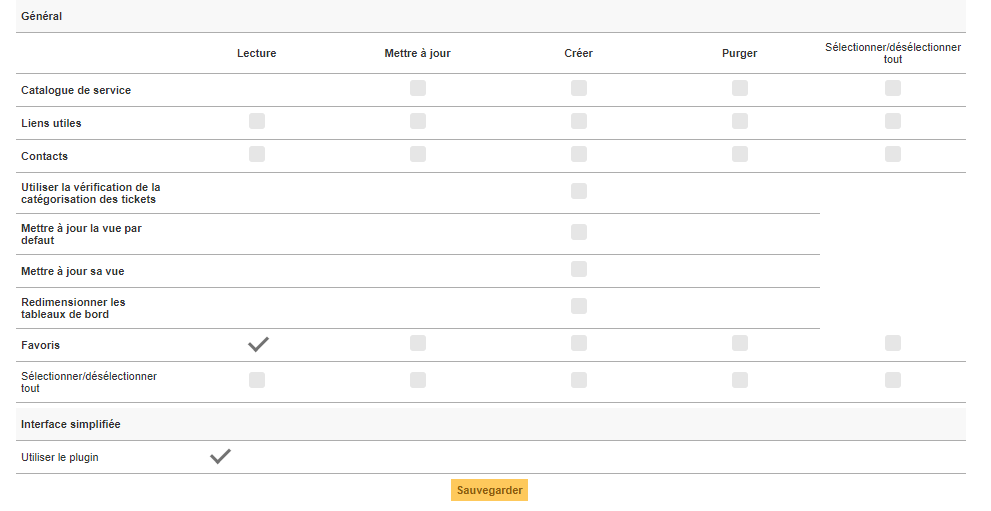 Général
Lecture
Mettre à jour
Créer
Purger
Sélectionner/désélectionner
tout
Catalogue de service
Liens utiles
Contacts
Utiliser la vérification de la
catégorisation des tickets
Mettre à jour la vue par
defaut
Mettre à jour sa vue
Redimensionner les
tableaux de bord
Favoris
Sélectionner/désélectionner
tout
Interface simplifiée
Utiliser le plugin
Sauvegarder